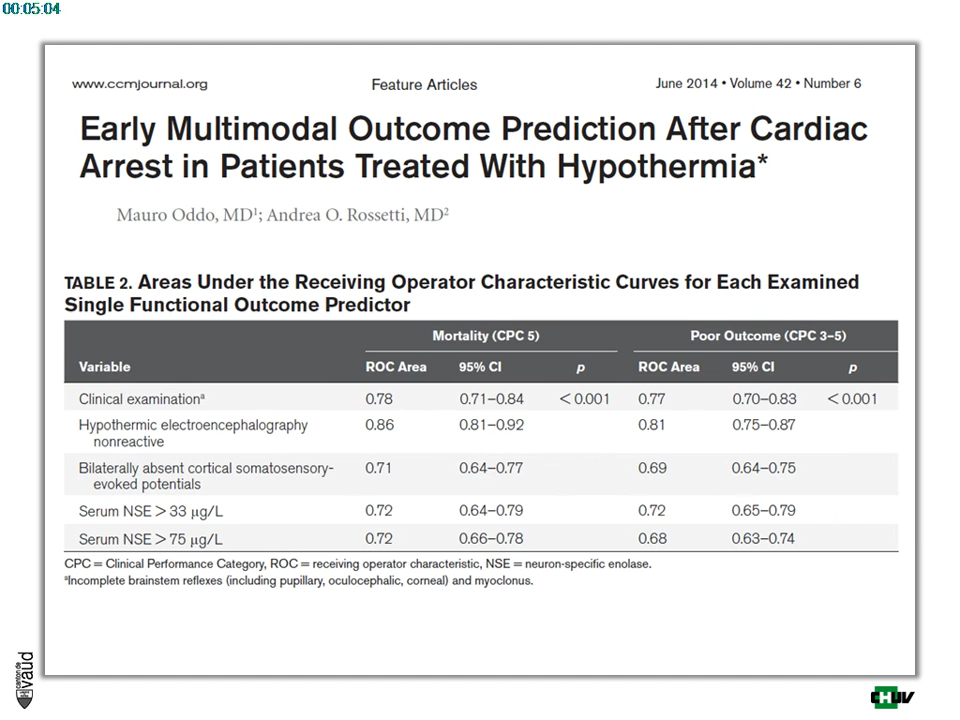 00:05:04
www.ccmjournal.org Feature Articles June 2014 • Volume 42 • Number 6
Early Multimodal Outcome Prediction After Cardiac
Arrest in Patients Treated With Hypothermia*
Mauro Oddo, MD¹; Andrea O. Rossetti, MD²
TABLE 2. Areas Under the Receiving Operator Characteristic Curves for Each Examined
Single Functional Outcome Predictor
Mortality (CPC 5) Poor Outcome (CPC 3–5)
Variable ROC Area 95% CI p ROC Area 95% CI p
Clinical examinationᵃ 0.78 0.71–0.84 < 0.001 0.77 0.70–0.83 < 0.001
Hypothermic electroencephalography 0.86 0.81–0.92 0.81 0.75–0.87
nonreactive
Bilaterally absent cortical somatosensory- 0.71 0.64–0.77 0.69 0.64–0.75
evoked potentials
Serum NSE > 33 μg/L 0.72 0.64–0.79 0.72 0.65–0.79
Serum NSE > 75 μg/L 0.72 0.66–0.78 0.68 0.63–0.74
CPC = Clinical Performance Category, ROC = receiving operator characteristic, NSE = neuron-specific enolase.
ᵃIncomplete brainstem reflexes (including pupillary, oculocephalic, corneal) and myoclonus.
canton de
vaud
CHUV